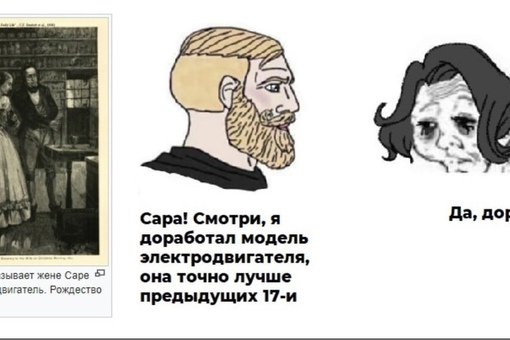 зывает жене Саре
двигатель. Рождество
Сара! Смотри, я
доработал модель
электродвигателя,
она точно лучше
предыдущих 17-и
Да, дор